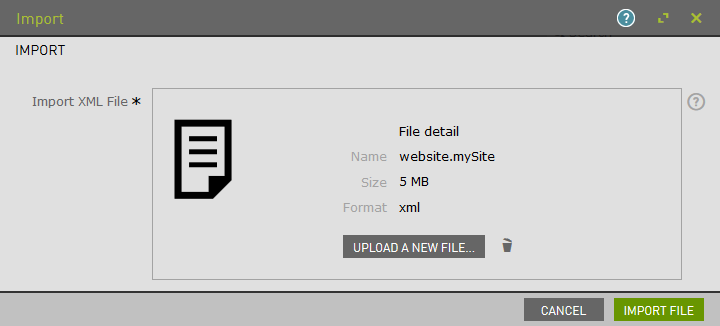 Import
?
IMPORT
Import XML File *
?
File detail
Name website.mySite
Size 5 MB
Format xml
UPLOAD A NEW FILE...
CANCEL
IMPORT FILE